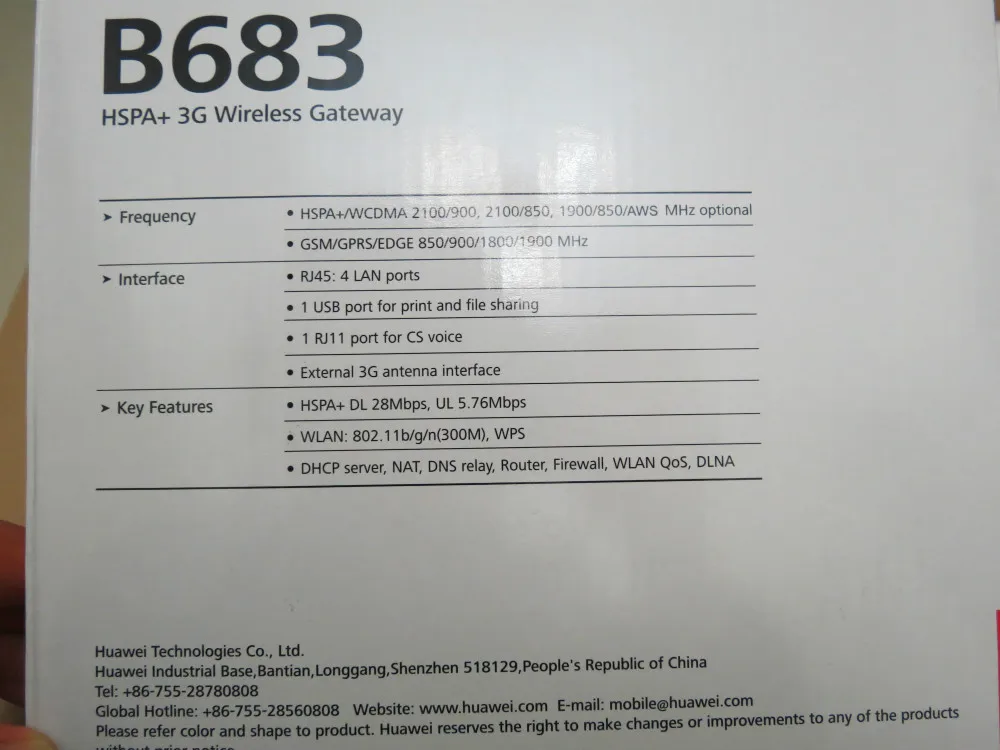 B683
HSPA+ 3G Wireless Gateway
➤ Frequency
• HSPA+/WCDMA 2100/900, 2100/850, 1900/850/AWS MHz optional
• GSM/GPRS/EDGE 850/900/1800/1900 MHz
➤ Interface
• RJ45: 4 LAN ports
• 1 USB port for print and file sharing
• 1 RJ11 port for CS voice
• External 3G antenna interface
➤ Key Features
• HSPA+ DL 28Mbps, UL 5.76Mbps
• WLAN: 802.11b/g/n(300M), WPS
• DHCP server, NAT, DNS relay, Router, Firewall, WLAN QoS, DLNA
Huawei Technologies Co., Ltd.
Huawei Industrial Base,Bantian,Longgang,Shenzhen 518129,People's Republic of China
Tel: +86-755-28780808
Global Hotline: +86-755-28560808 Website: www.huawei.com E-mail: mobile@huawei.com
Please refer color and shape to product. Huawei reserves the right to make changes or improvements to any of the products
without prior notice.